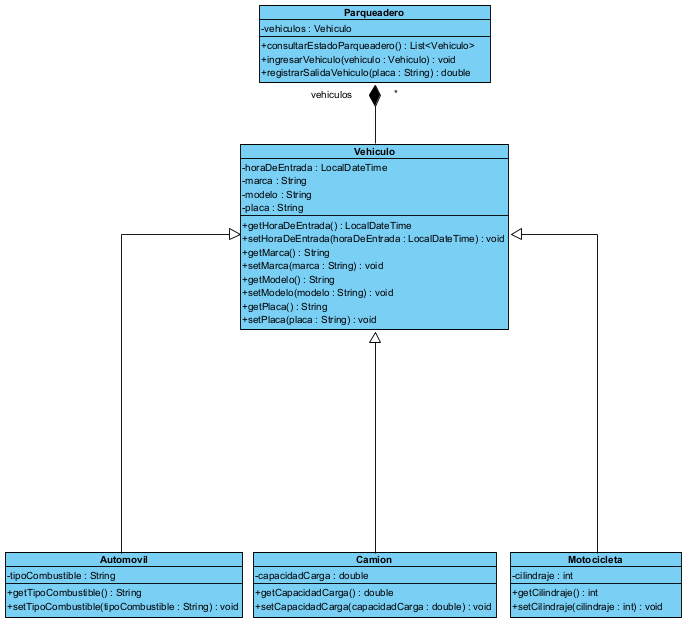 Parqueadero
-vehiculos : Vehiculo
+consultarEstadoParqueadero() : List<Vehiculo>
+ingresarVehiculo(vehiculo : Vehiculo) : void
+registrarSalidaVehiculo(placa : String) : double
vehiculos
*
Vehiculo
-horaDeEntrada : LocalDateTime
-marca : String
-modelo : String
-placa : String
+getHoraDeEntrada() : LocalDateTime
+setHoraDeEntrada(horaDeEntrada : LocalDateTime) : void
+getMarca() : String
+setMarca(marca : String) : void
+getModelo() : String
+setModelo(modelo : String) : void
+getPlaca() : String
+setPlaca(placa : String) : void
Automovil
-tipoCombustible : String
+getTipoCombustible() : String
+setTipoCombustible(tipoCombustible : String) : void
Camion
-capacidadCarga : double
+getCapacidadCarga() : double
+setCapacidadCarga(capacidadCarga : double) : void
Motocicleta
-cilindraje : int
+getCilindraje() : int
+setCilindraje(cilindraje : int) : void